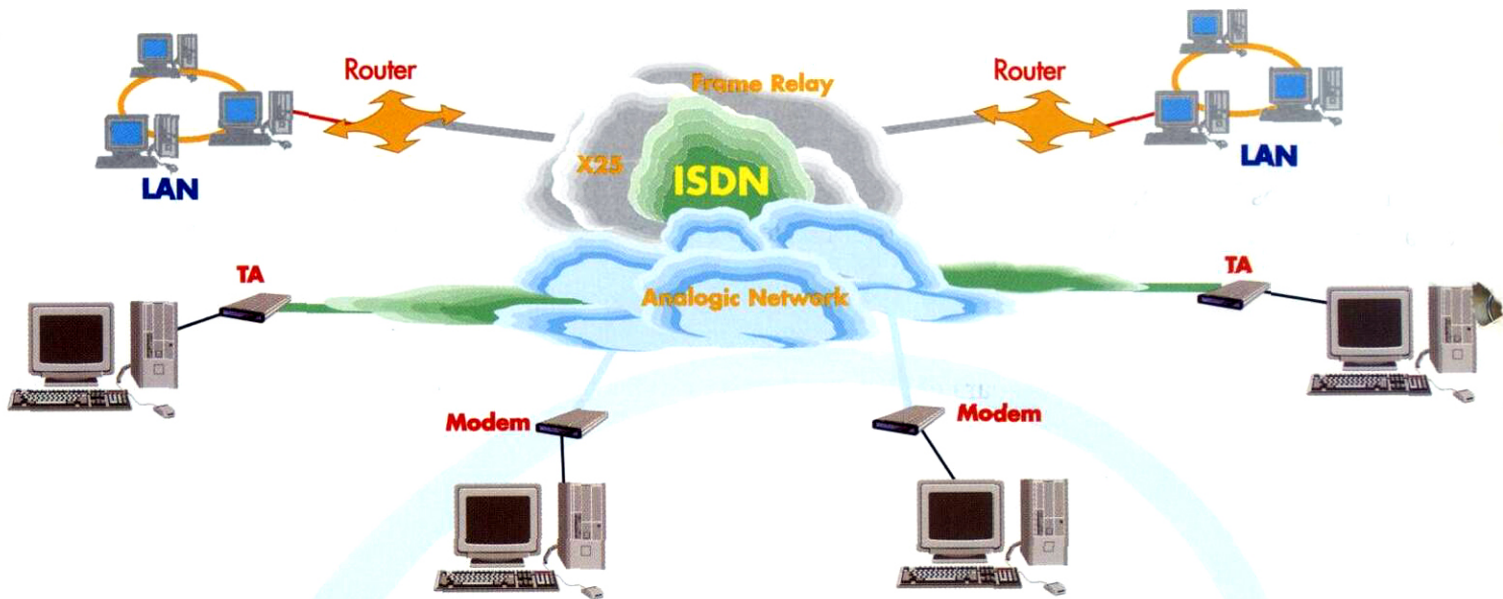 Router
Frame Relay
Router
X25
ISDN
LAN
LAN
TA
TA
Analogic Network
Modem
Modem